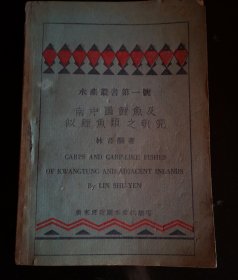 水產叢書第一號
南中國鯉魚及
似鯉魚類之研究
林書顏著
CARPS AND CARP-LIKE FISHES
OF KWANGTUNG AND ADJACENT INLANDS
By LIN SHU-YEN